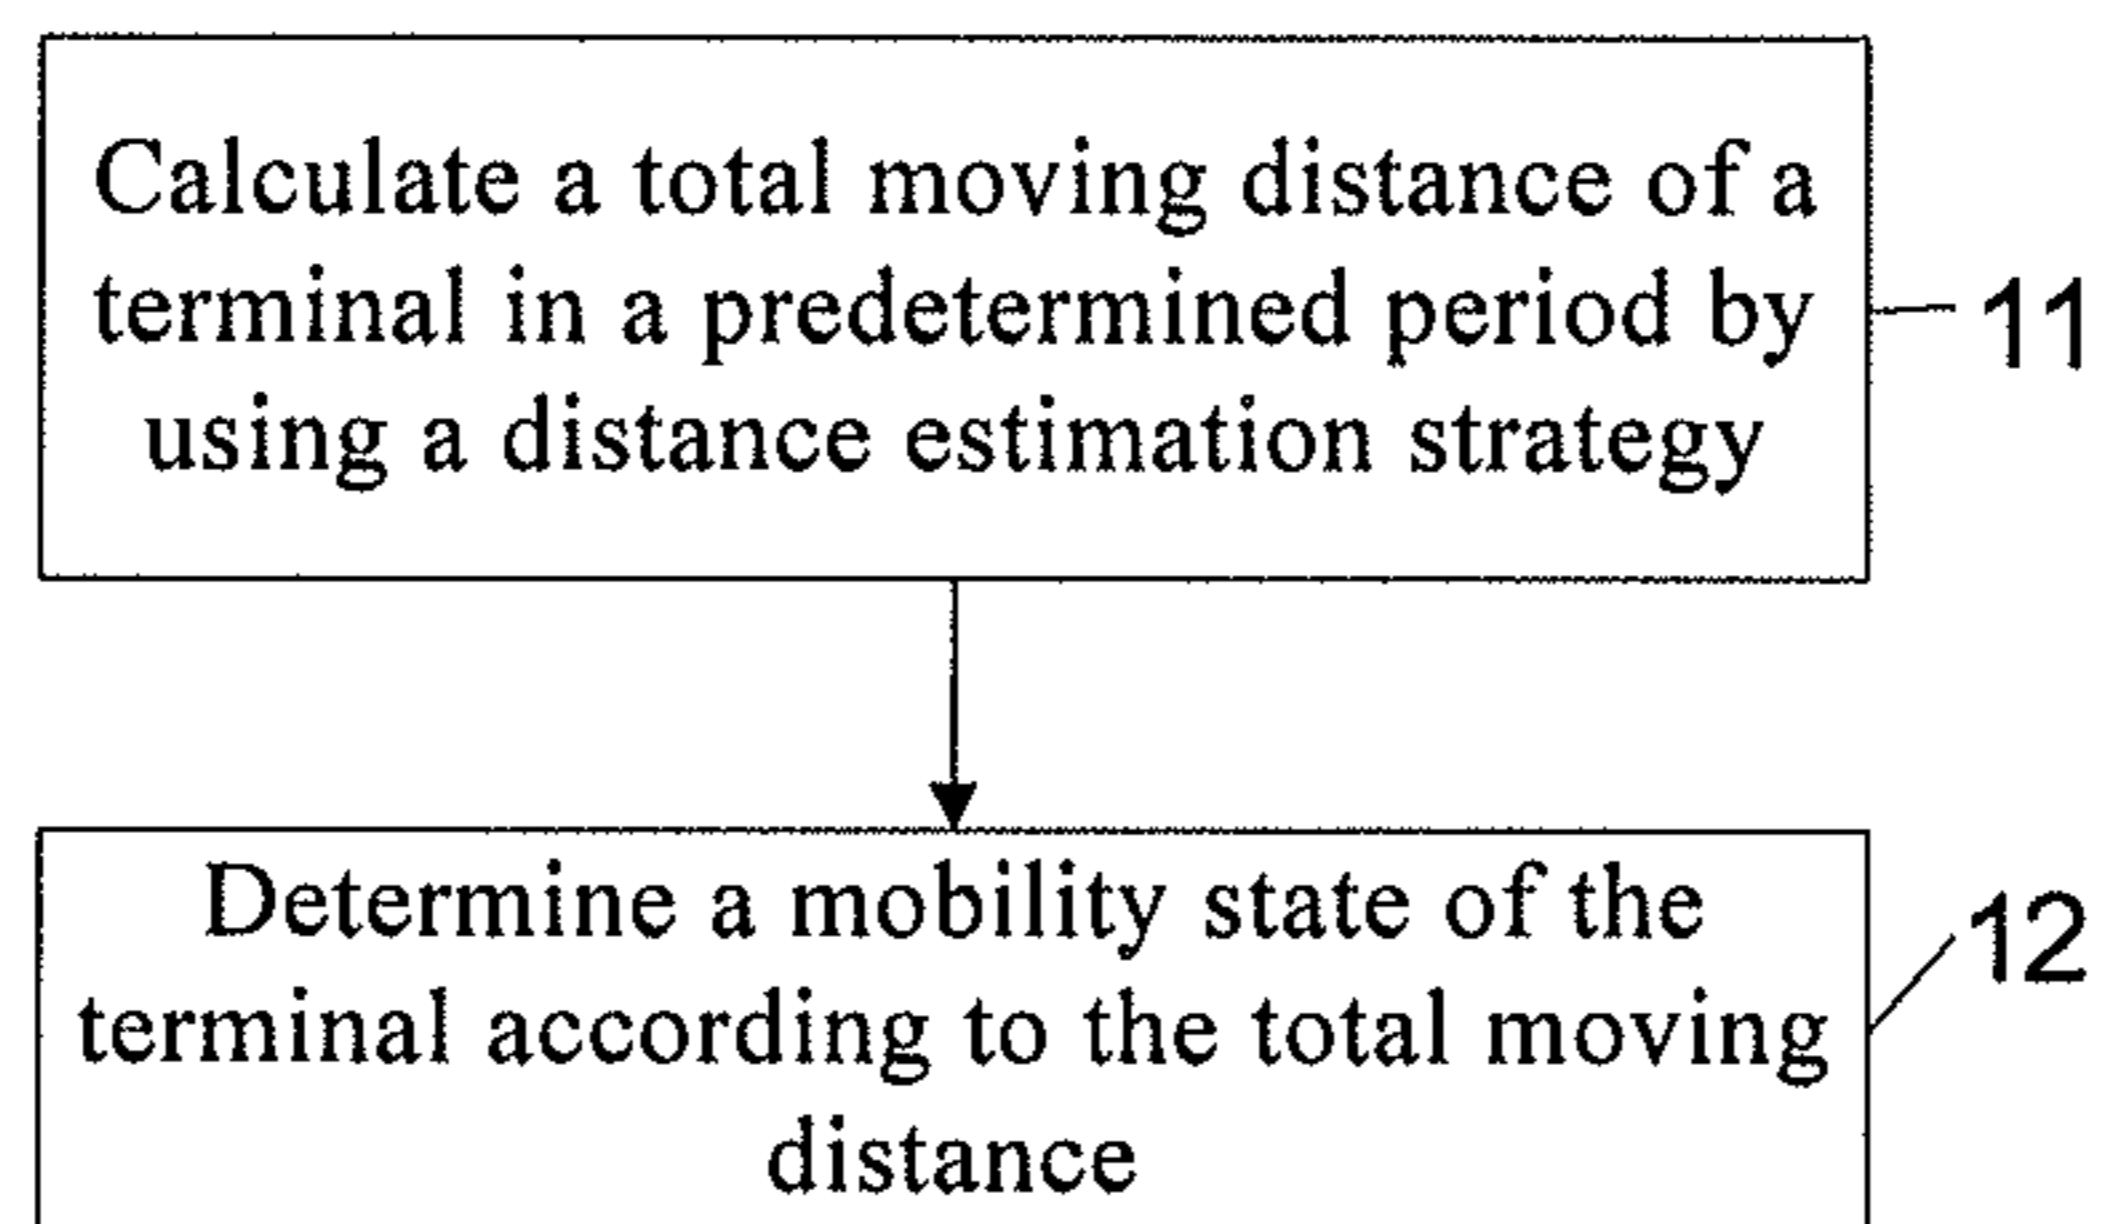 Calculate a total moving distance of a
terminal in a predetermined period by
using a distance estimation strategy
11
Determine a mobility state of the
terminal according to the total moving
distance
12